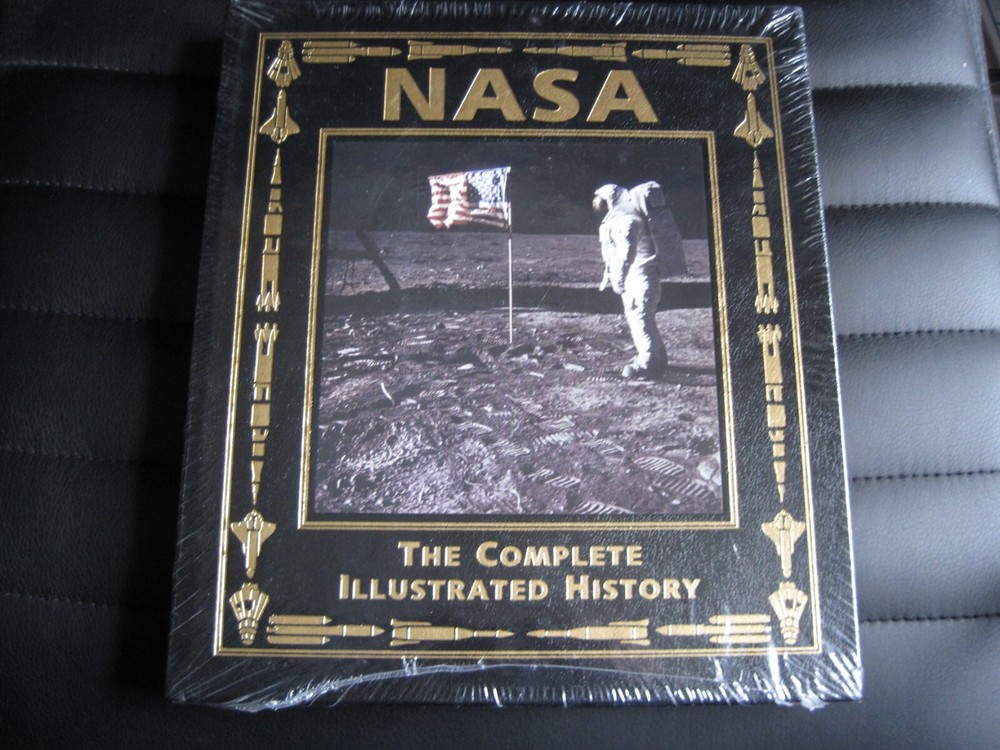 NASA
THE COMPLETE
ILLUSTRATED HISTORY